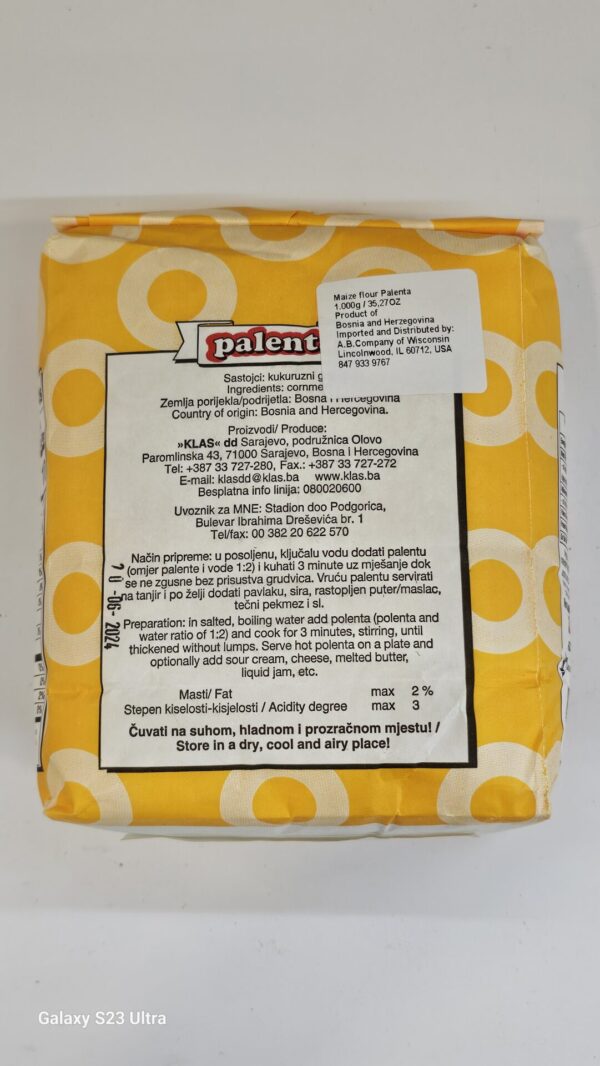 Maize flour Palenta
1,000g / 35,27OZ
Product of
Bosnia and Herzegovina
Imported and Distributed by:
A.B.Company of Wisconsin
Lincolnwood, IL 60712, USA
847 933 9767
palent
Sastojci: kukuruzni g
Ingredients: cornme
Zemlja porijekla/podrijetla: Bosna i Hercegovina
Country of origin: Bosnia and Hercegovina.
Proizvodi/ Produce:
»KLAS« dd Sarajevo, podružnica Olovo
Paromlinska 43, 71000 Sarajevo, Bosna i Hercegovina
Tel: +387 33 727-280, Fax.: +387 33 727-272
E-mail: klasdd@klas.ba www.klas.ba
Besplatna info linija: 080020600
Uvoznik za MNE: Stadion doo Podgorica,
Bulevar Ibrahima Dreševića br. 1
Tel/fax: 00 382 20 622 570
Način pripreme: u posoljenu, ključalu vodu dodati palentu
(omjer palente i vode 1:2) i kuhati 3 minute uz mješanje dok
se ne zgusne bez prisustva grudvica. Vruću palentu servirati
na tanjir i po želji dodati pavlaku, sira, rastopljen puter/maslac,
tečni pekmez i sl.
Preparation: in salted, boiling water add polenta (polenta and
water ratio of 1:2) and cook for 3 minutes, stirring, until
thickened without lumps. Serve hot polenta on a plate and
optionally add sour cream, cheese, melted butter,
liquid jam, etc.
Masti/ Fat max 2 %
Stepen kiselosti-kisjelosti / Acidity degree max 3
Čuvati na suhom, hladnom i prozračnom mjestu! /
Store in a dry, cool and airy place!
-06- 2024
Galaxy S23 Ultra